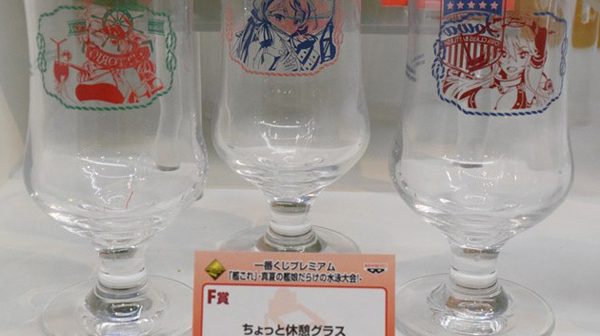 Iowa
一番くじプレミアム
「艦これ」-真夏の艦娘だらけの水泳大会!-
F賞
ちょっと休憩グラス